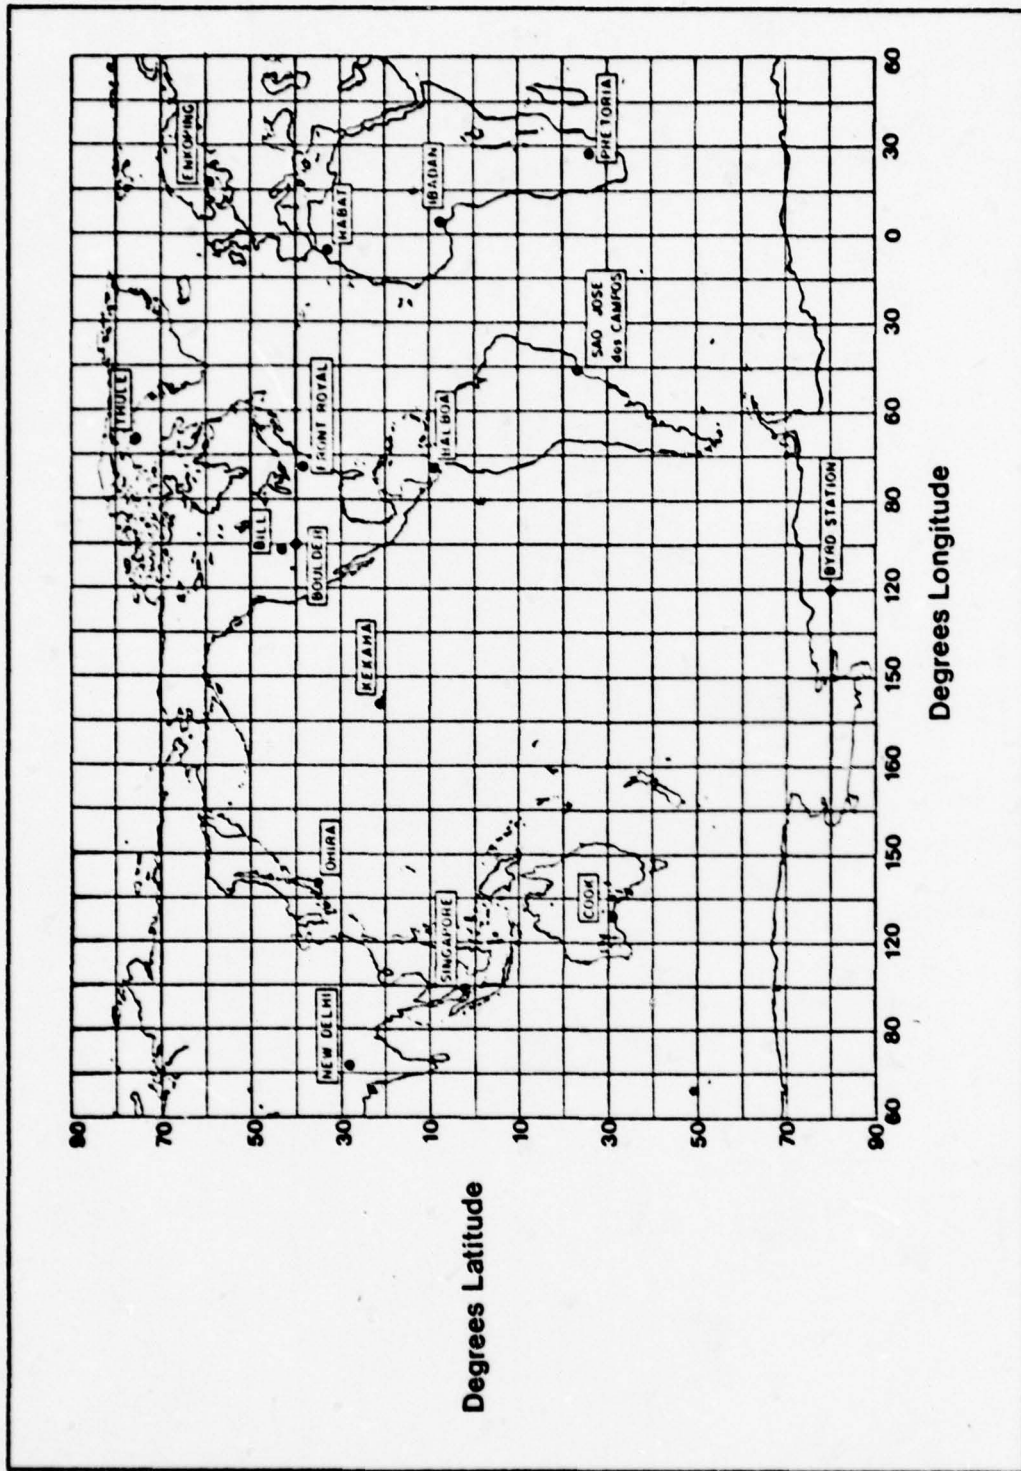 Degrees Latitude
90
70
50
30
10
10
30
50
70
90
60
80
120
150
160
150
120
80
60
30
0
30
60
Degrees Longitude
THULE
ENKOPING
BILL
BOULDER
FRONT ROYAL
RABAT
KEKAHA
BALBOA
IBADAN
NEW DELHI
OHIRA
SINGAPORE
COOK
SAO JOSE
dos CAMPOS
PRETORIA
BYRD STATION